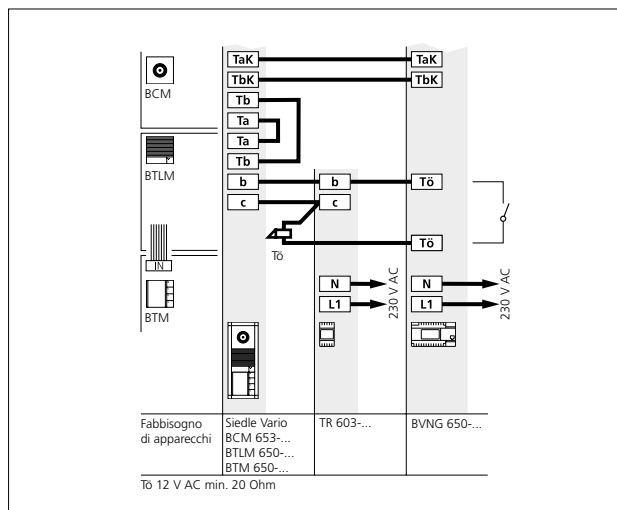 TaK TaK
TbK TbK
BCM
Tb
Ta
Ta
Tb
BTLM
b b Tö
c c
Tö
Tö
IN
N N
L1 L1
230 V AC 230 V AC
BTM
Fabbisogno di apparecchi
Siedle Vario
BCM 653-...
BTLM 650-...
BTM 650-...
TR 603-...
BVNG 650-...
Tö 12 V AC min. 20 Ohm